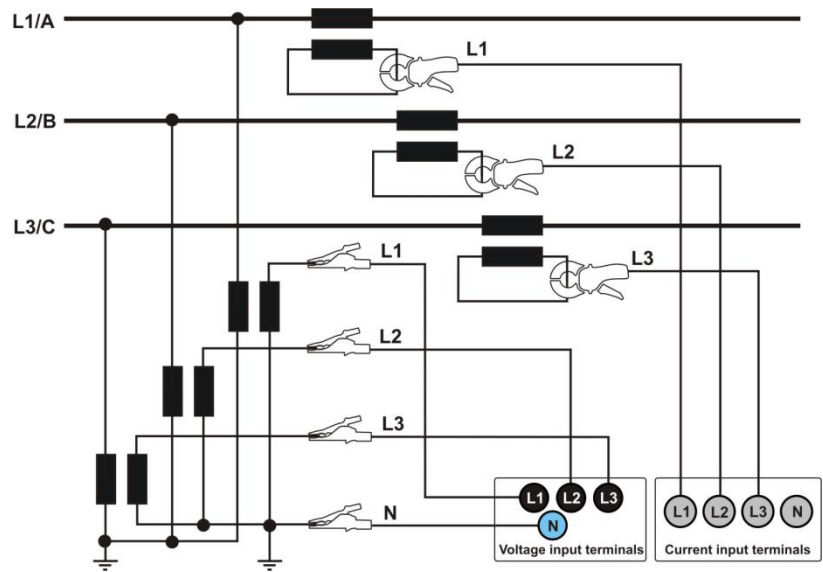 L1/A
L1
L2/B
L2
L3/C
L1
L3
L2
L3
N
L1 L2 L3
N
Voltage input terminals
L1 L2 L3 N
Current input terminals